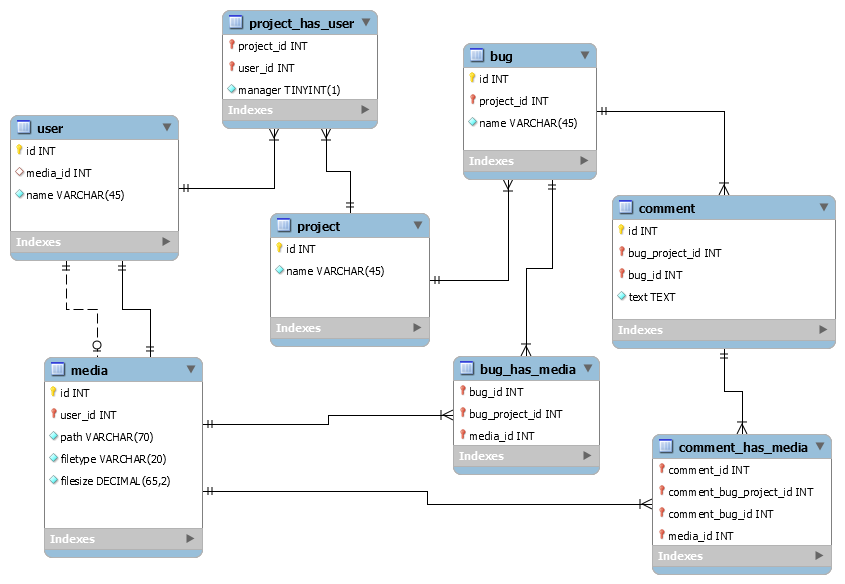 project_has_user
project_id INT
user_id INT
manager TINYINT(1)
Indexes
bug
id INT
project_id INT
name VARCHAR(45)
Indexes
user
id INT
media_id INT
name VARCHAR(45)
Indexes
project
id INT
name VARCHAR(45)
Indexes
comment
id INT
bug_project_id INT
bug_id INT
text TEXT
Indexes
media
id INT
user_id INT
path VARCHAR(70)
filetype VARCHAR(20)
filesize DECIMAL(65,2)
Indexes
bug_has_media
bug_id INT
bug_project_id INT
media_id INT
Indexes
comment_has_media
comment_id INT
comment_bug_project_id INT
comment_bug_id INT
media_id INT
Indexes